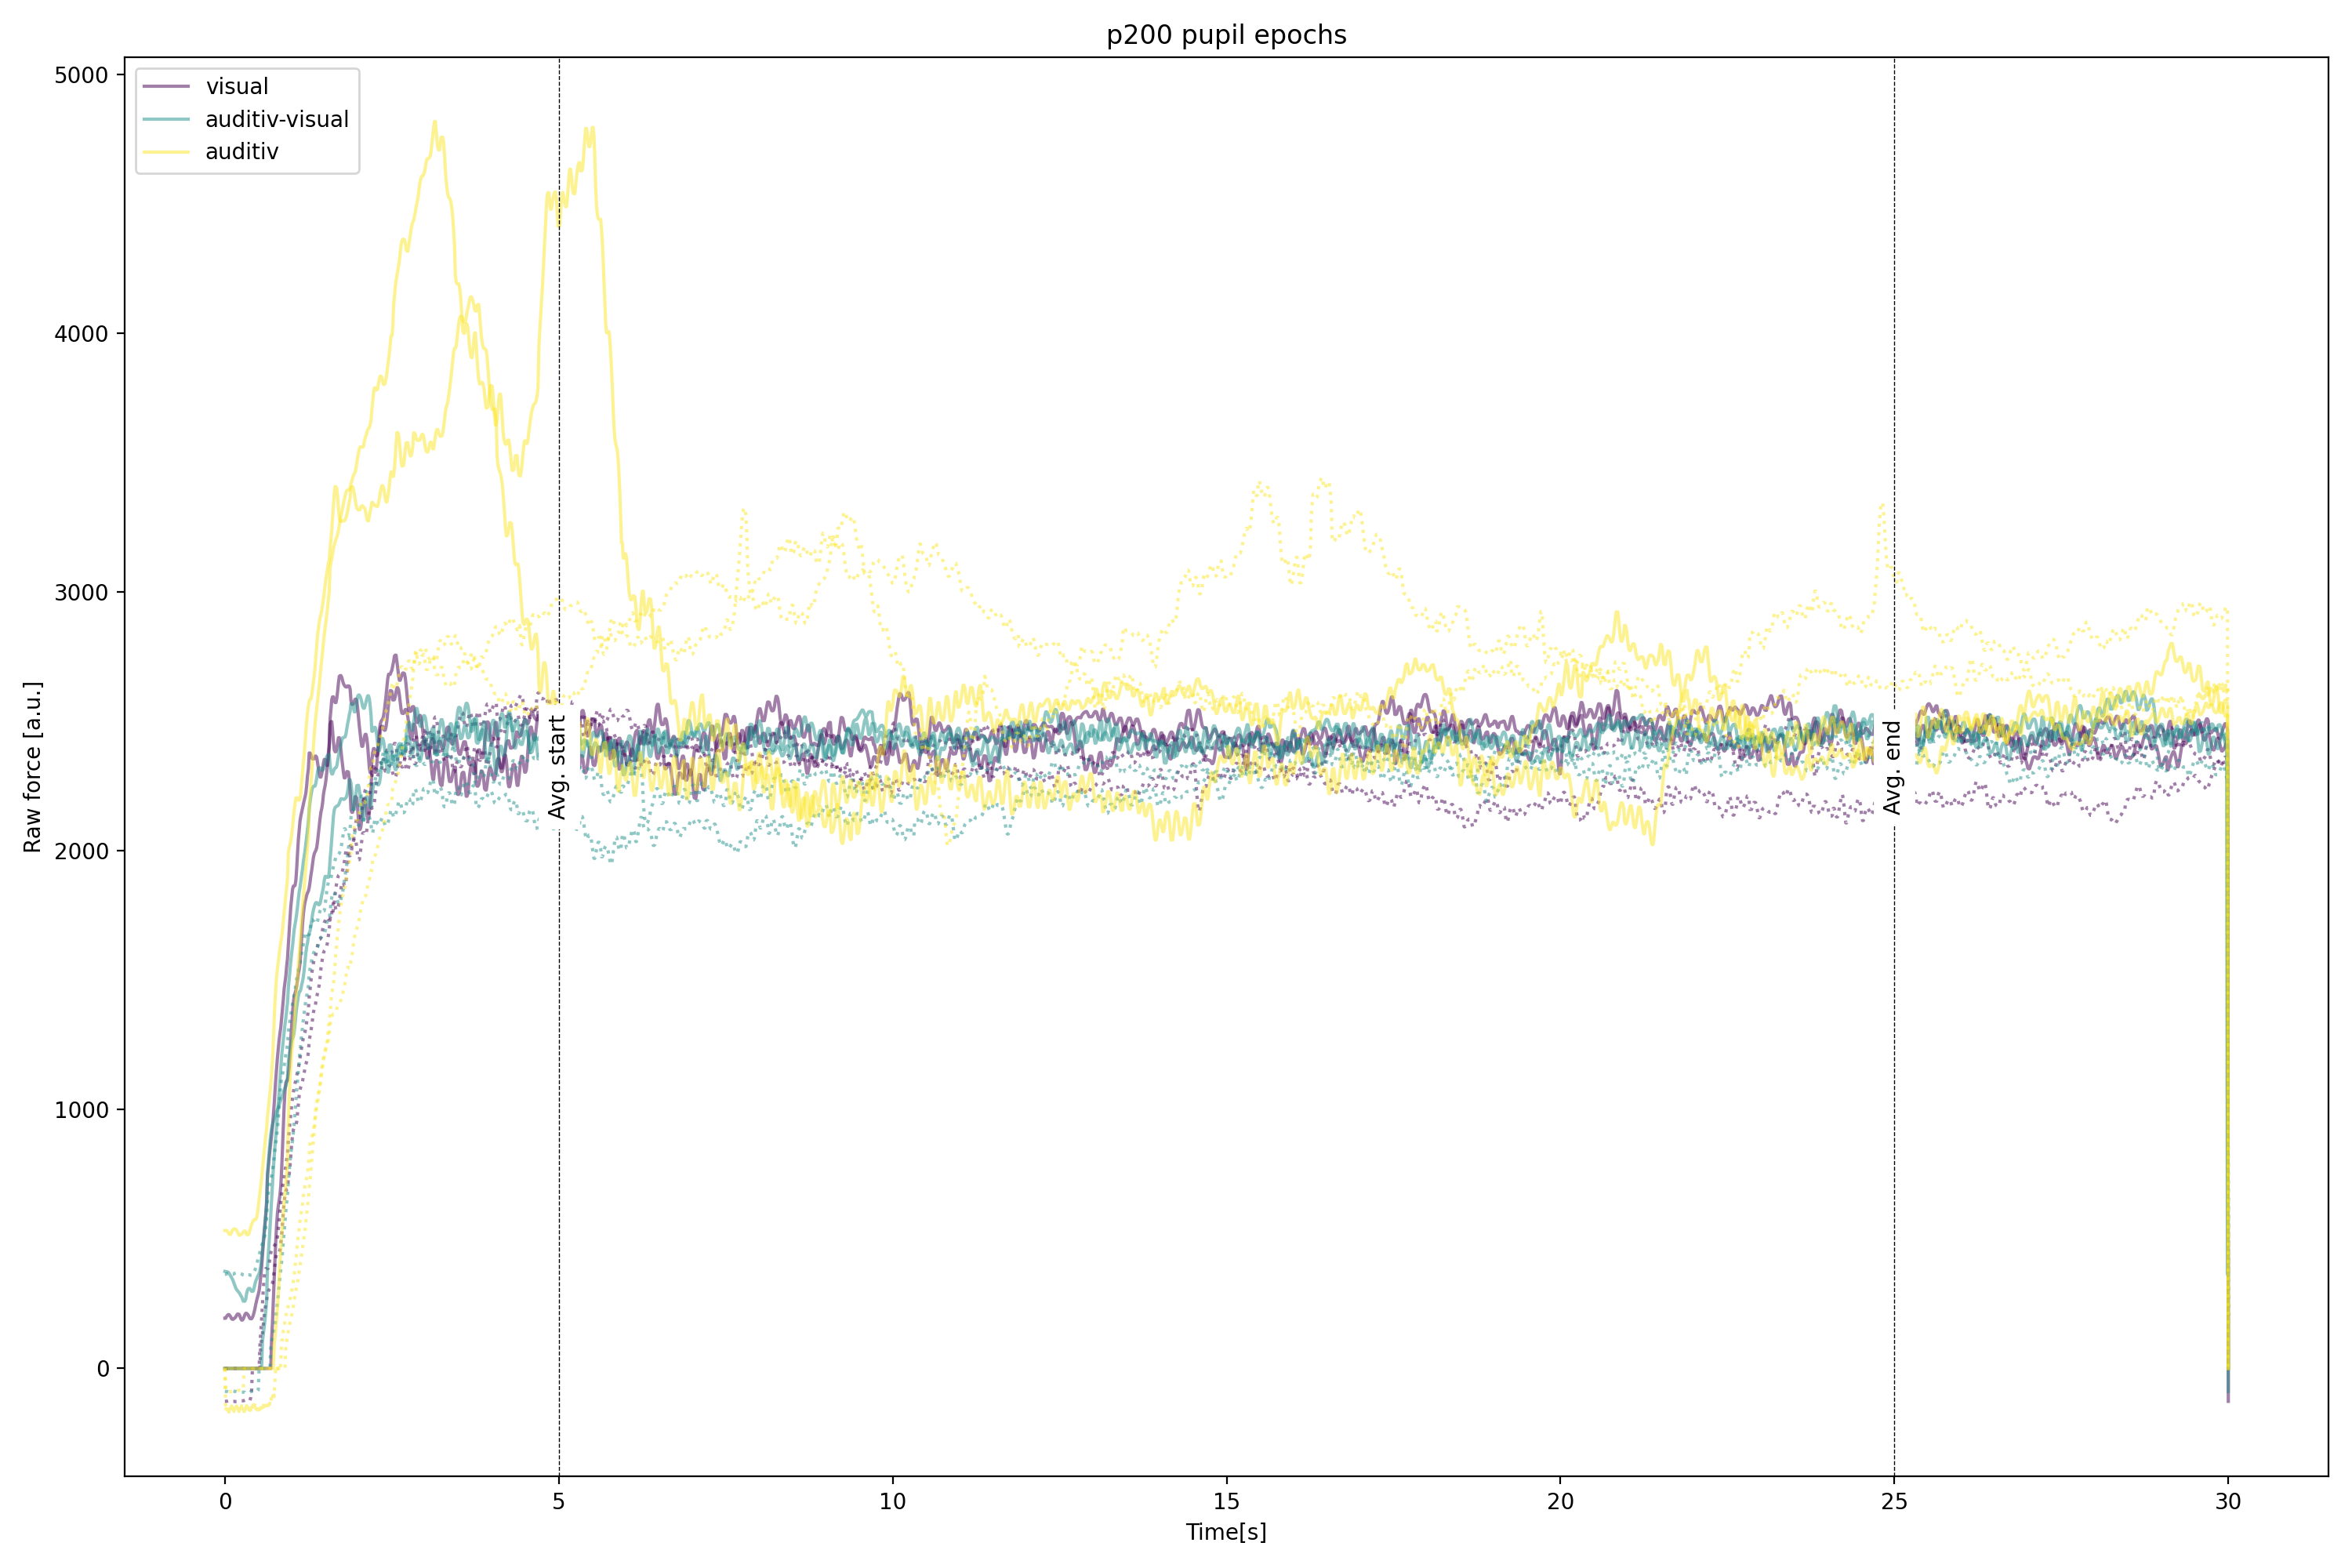 p200 pupil epochs
visual
auditiv-visual
auditiv
Raw force [a.u.]
5000
4000
3000
2000
1000
0
Avg. start
Avg. end
0 5 10 15 20 25 30
Time[s]